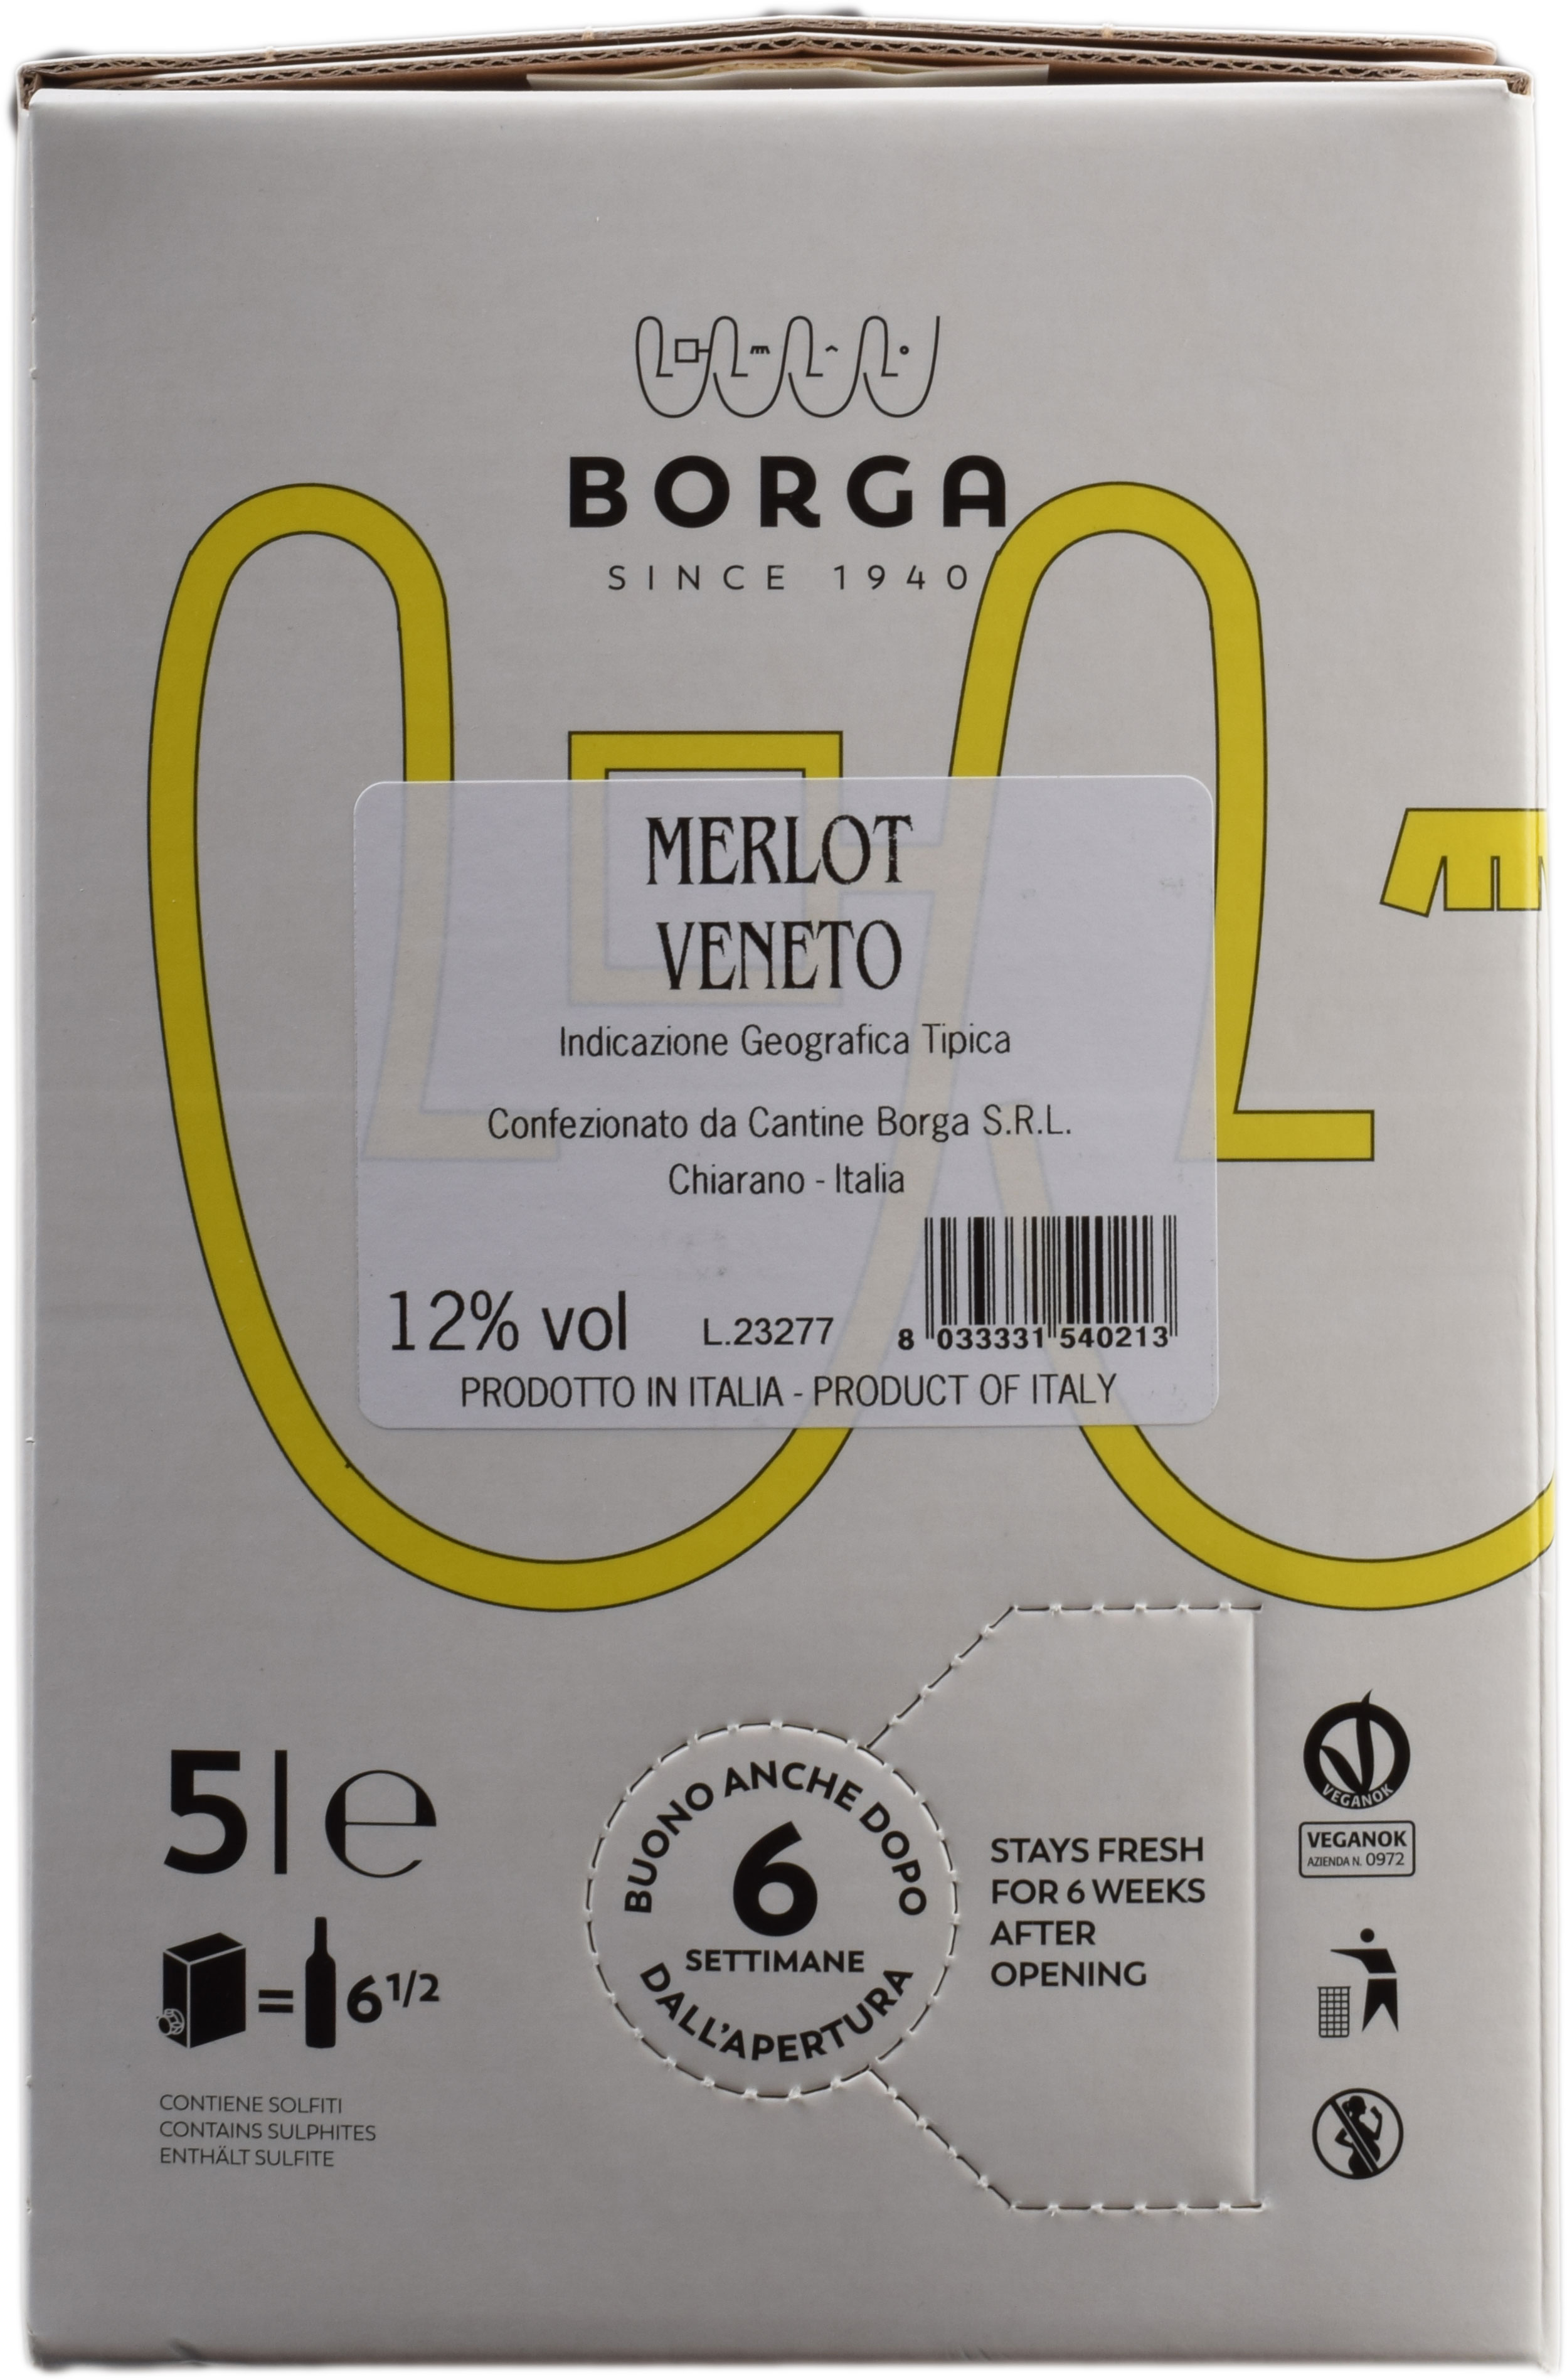 BORGA
SINCE 1940
MERLOT
VENETO
Indicazione Geografica Tipica
Confezionato da Cantine Borga S.R.L.
Chiarano - Italia
12% vol
L.23277
8 033331 540213
PRODOTTO IN ITALIA - PRODUCT OF ITALY
5l e
= 6 1/2
CONTIENE SOLFITI
CONTAINS SULPHITES
ENTHÄLT SULFITE
BUONO ANCHE DOPO
6
SETTIMANE
DALL'APERTURA
STAYS FRESH
FOR 6 WEEKS
AFTER
OPENING
VEGANOK
VEGANOK
AZIENDA N. 0972